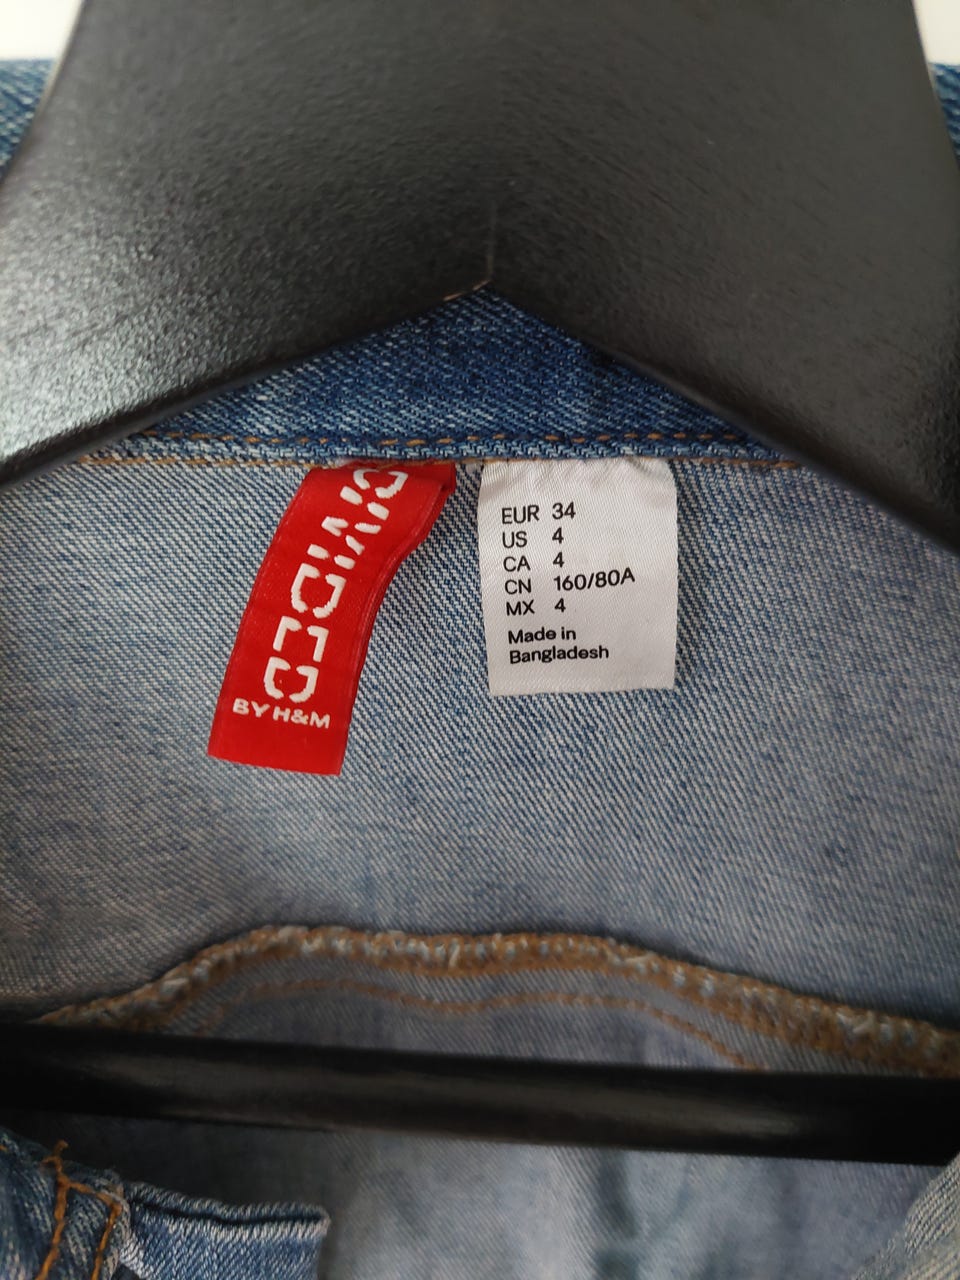 DIVIDED
BY H&M
EUR 34
US 4
CA 4
CN 160/80A
MX 4
Made in
Bangladesh